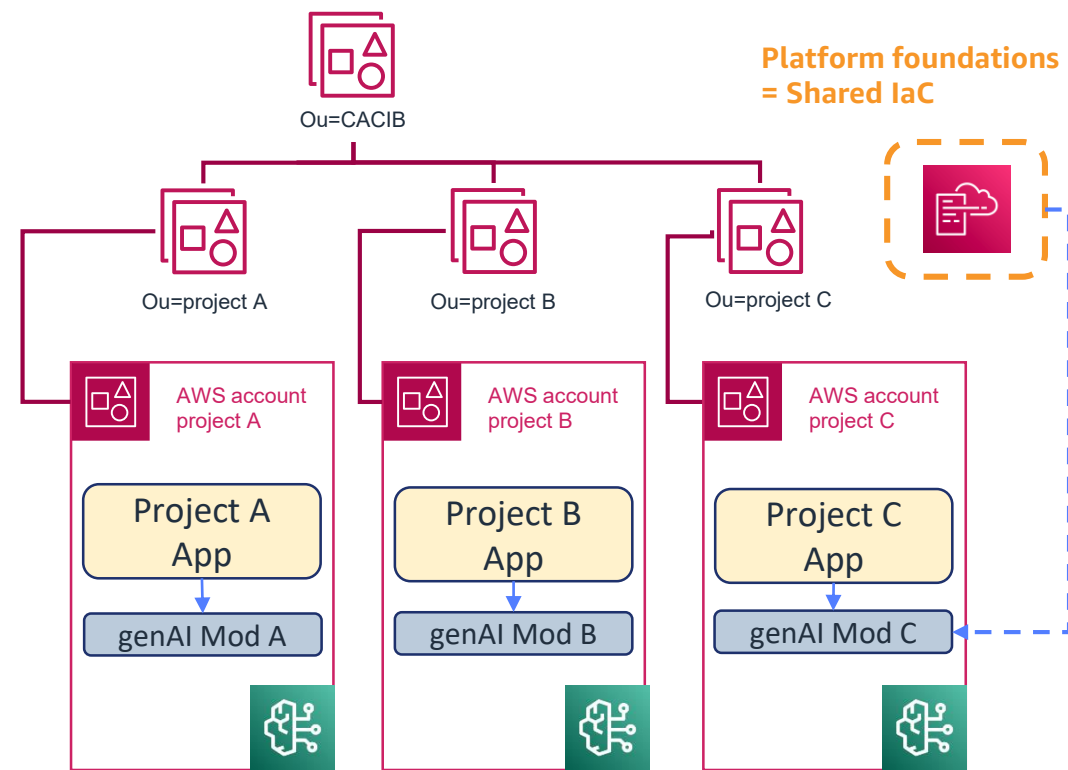 Platform foundations
= Shared IaC
Ou=CACIB
Ou=project A
Ou=project B
Ou=project C
AWS account
project A
AWS account
project B
AWS account
project C
Project A
App
Project B
App
Project C
App
genAI Mod A
genAI Mod B
genAI Mod C